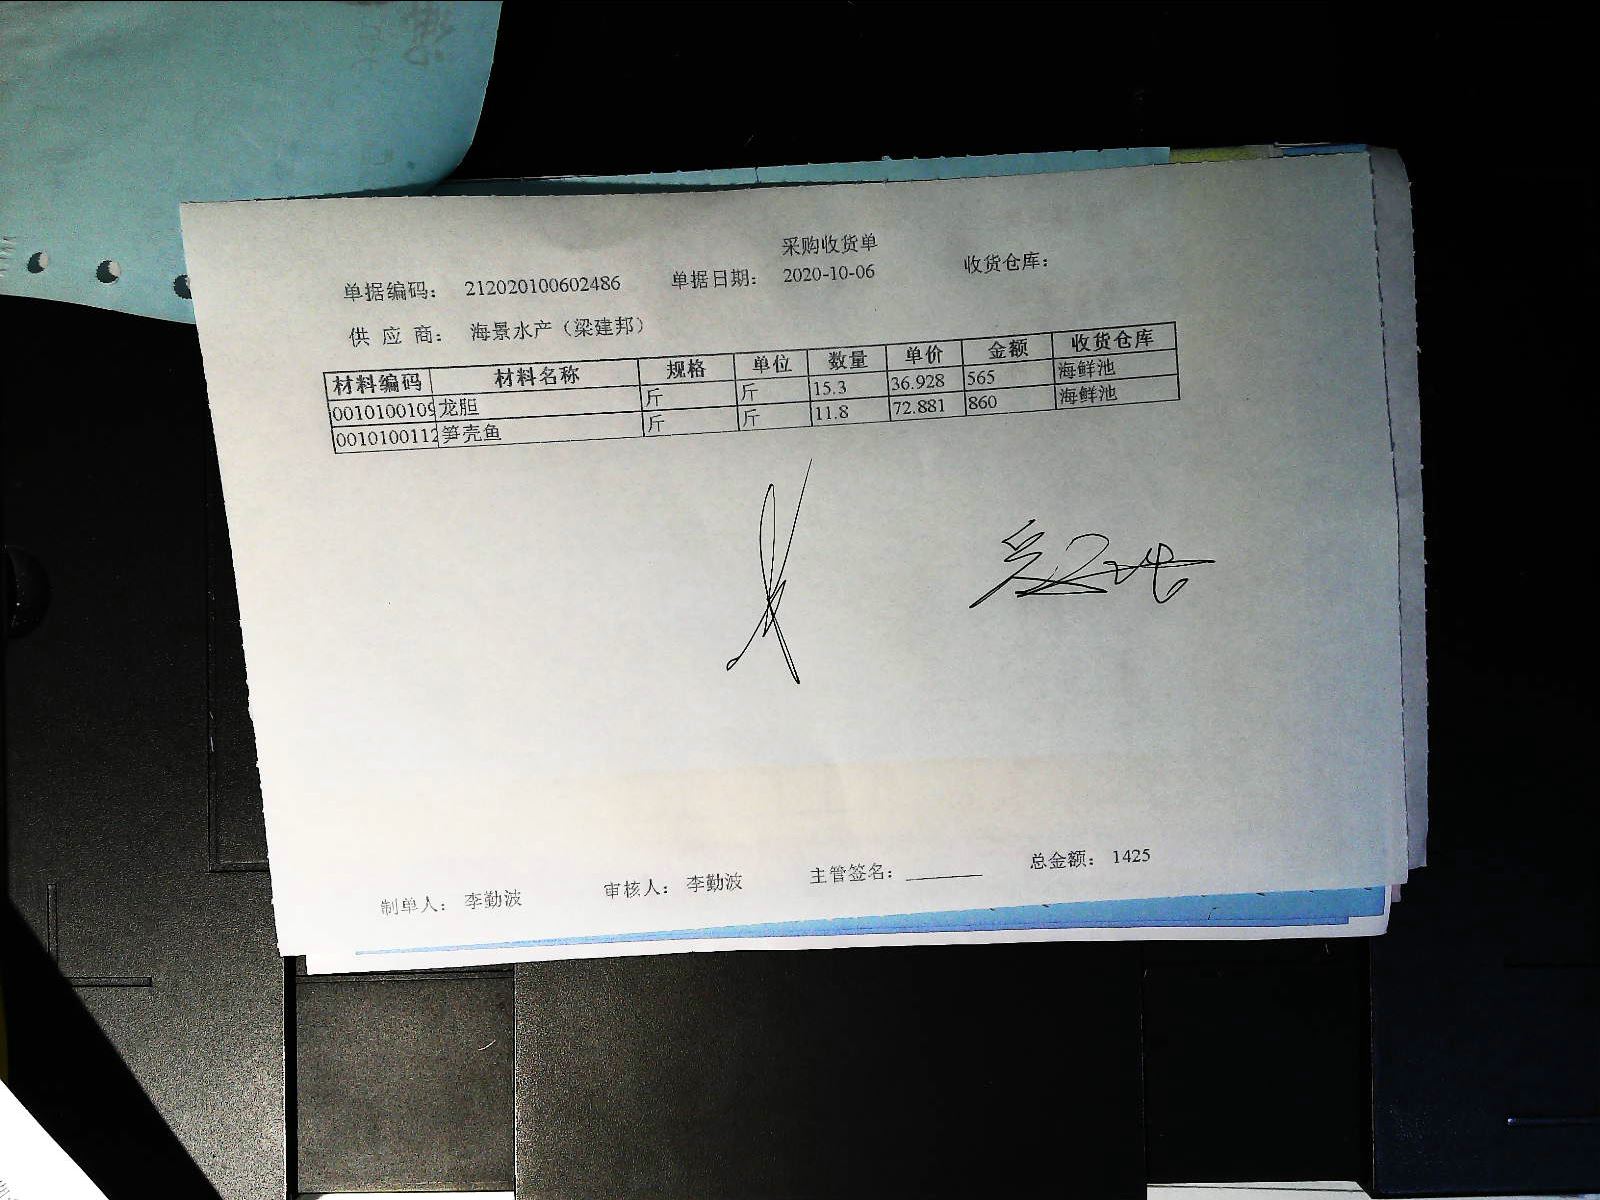 采购收货单
单据编码： 212020100602486 单据日期： 2020-10-06 收货仓库：
供 应 商： 海景水产（梁建邦）
材料编码 材料名称 规格 单位 数量 单价 金额 收货仓库
0010100109 龙胆 斤 斤 15.3 36.928 565 海鲜池
0010100112 笋壳鱼 斤 斤 11.8 72.881 860 海鲜池
制单人： 李勤波 审核人： 李勤波 主管签名：________ 总金额： 1425